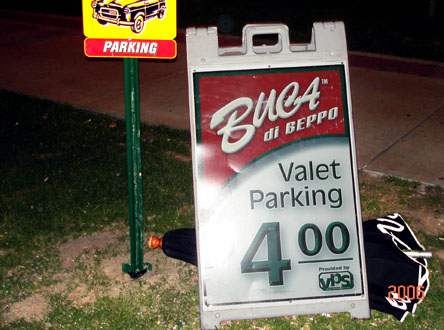 PARKING
BUCA™
di BEPPO
Valet
Parking
4 00
Provided by
vps
2006